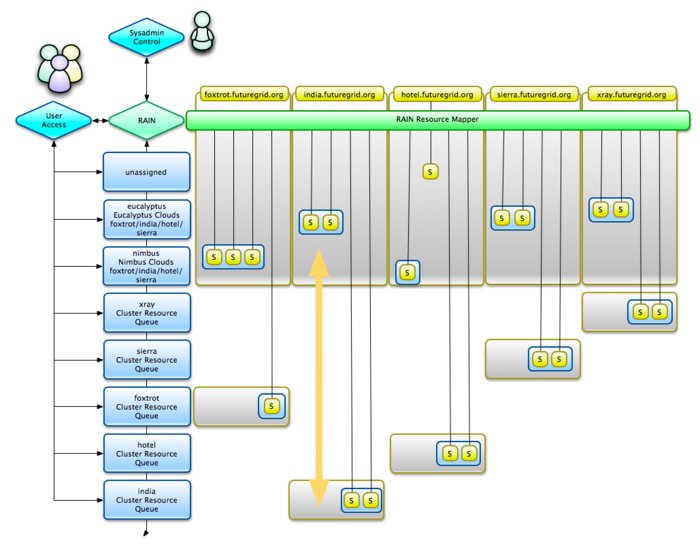 Sysadmin
Control
User
Access
RAIN
foxtrot.futuregrid.org
india.futuregrid.org
hotel.futuregrid.org
sierra.futuregrid.org
xray.futuregrid.org
RAIN Resource Mapper
unassigned
S
eucalyptus
Eucalyptus Clouds
foxtrot/india/hotel/
sierra
S S
S S
S S
nimbus
Nimbus Clouds
foxtrot/india/hotel/
sierra
S S S
S
xray
Cluster Resource
Queue
S S
sierra
Cluster Resource
Queue
S S
foxtrot
Cluster Resource
Queue
S
hotel
Cluster Resource
Queue
S S
india
Cluster Resource
Queue
S S